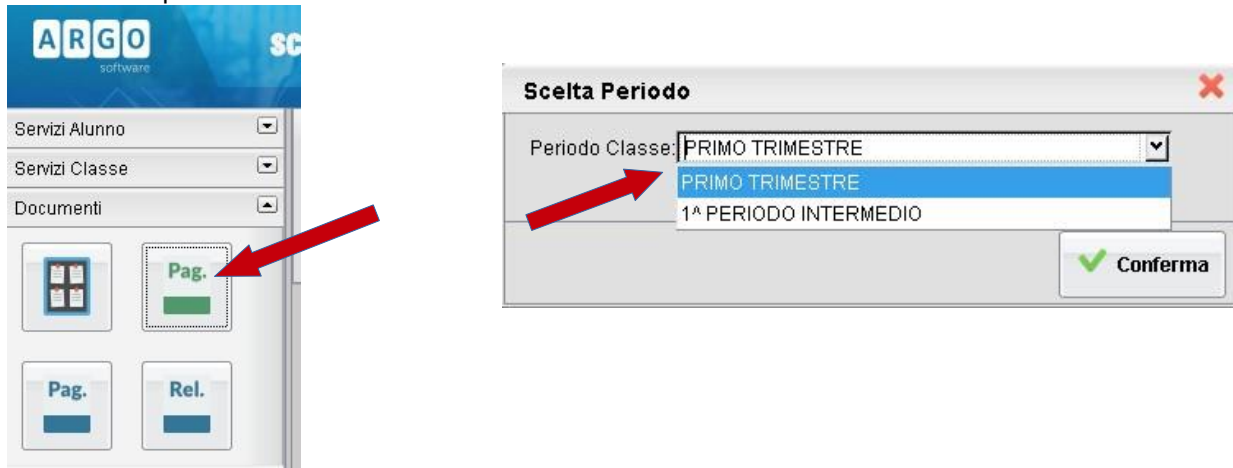 ARGO
software
sc
Servizi Alunno
Servizi Classe
Documenti
Pag.
Pag.
Rel.
Scelta Periodo
Periodo Classe: PRIMO TRIMESTRE
PRIMO TRIMESTRE
1^ PERIODO INTERMEDIO
Conferma